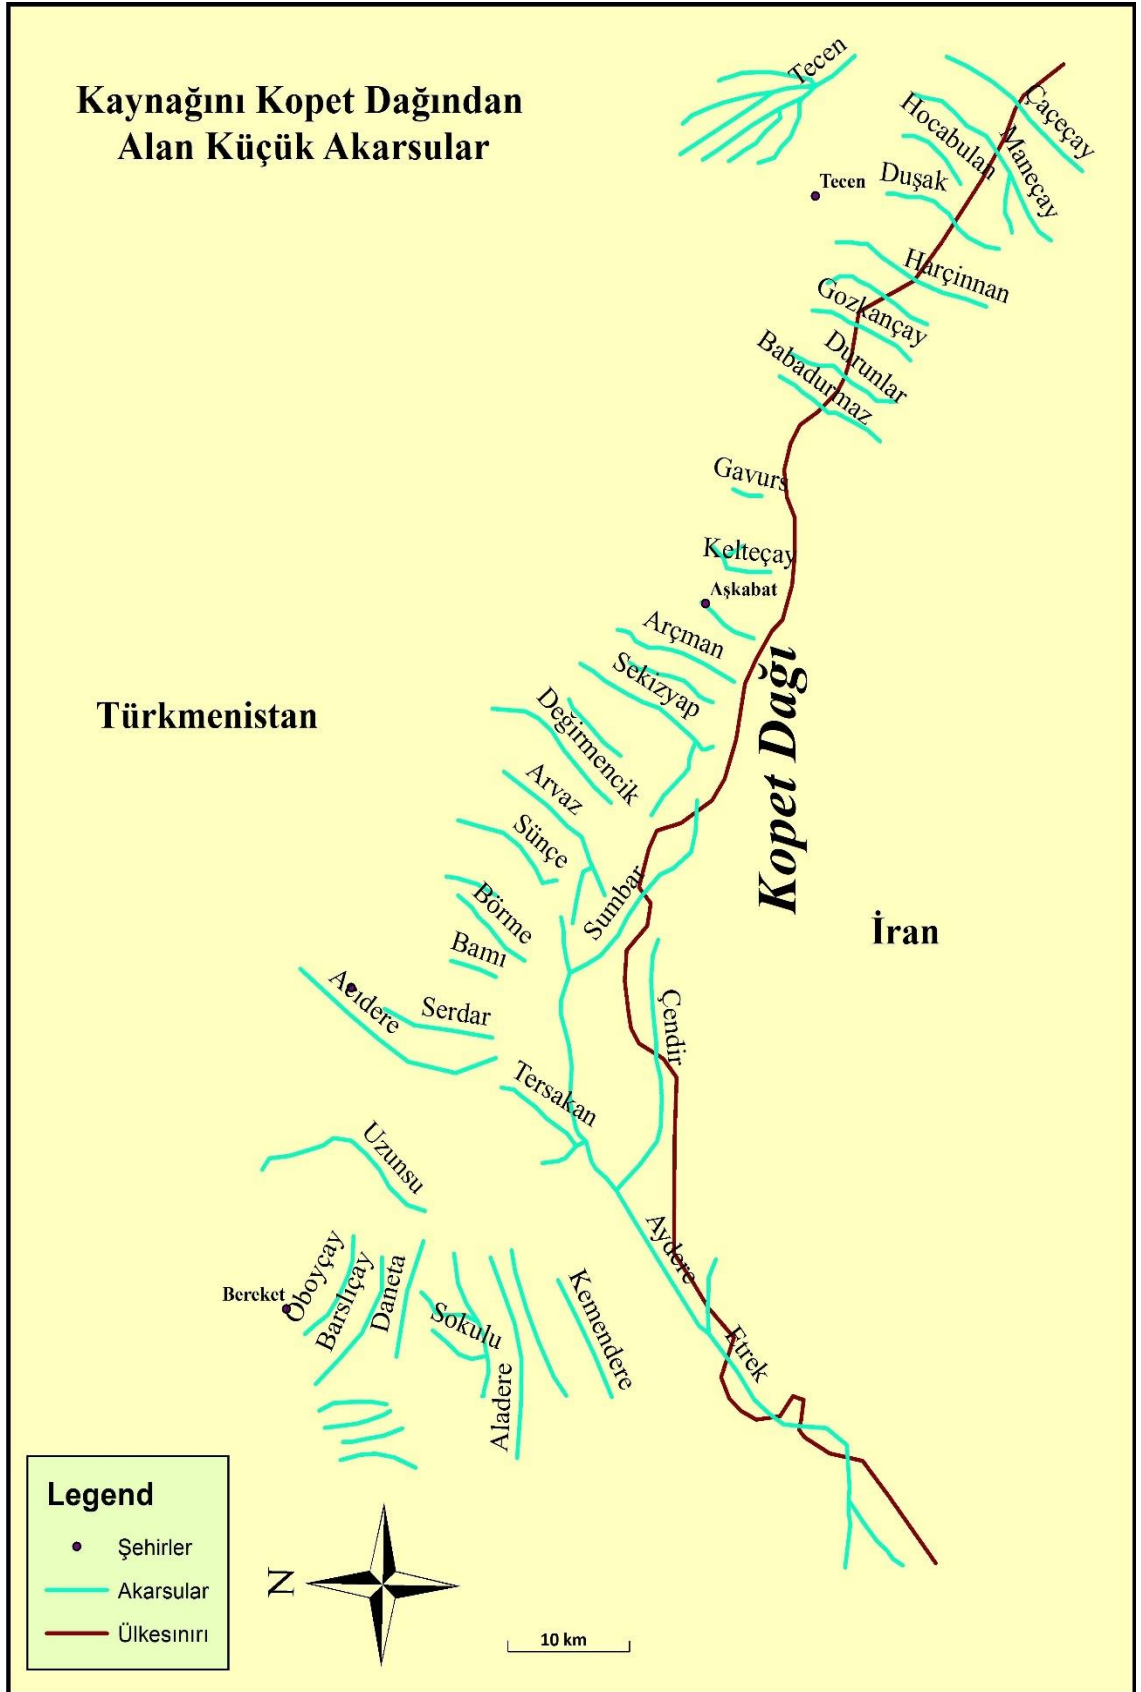 Kaynağını Kopet Dağından
Alan Küçük Akarsular
Tecen
Çaçeçay
Hocabulan
Maneçay
Duşak
Tecen
Harçinnan
Gozkançay
Durunlar
Babadurmaz
Gavurs
Kelteçay
Aşkabat
Arçman
Sekizyap
Kopet Dağı
Değirmencik
Türkmenistan
Arvaz
Sünçe
Sumbar
Börme
İran
Bamı
Acıdere
Serdar
Çendir
Tersakan
Uzunsu
Aydere
Oboyçay
Barslıçay
Daneta
Bereket
Sokulu
Kemendere
Aladere
Etrek
Legend
Şehirler
Akarsular
Ülkesınırı
N
10 km